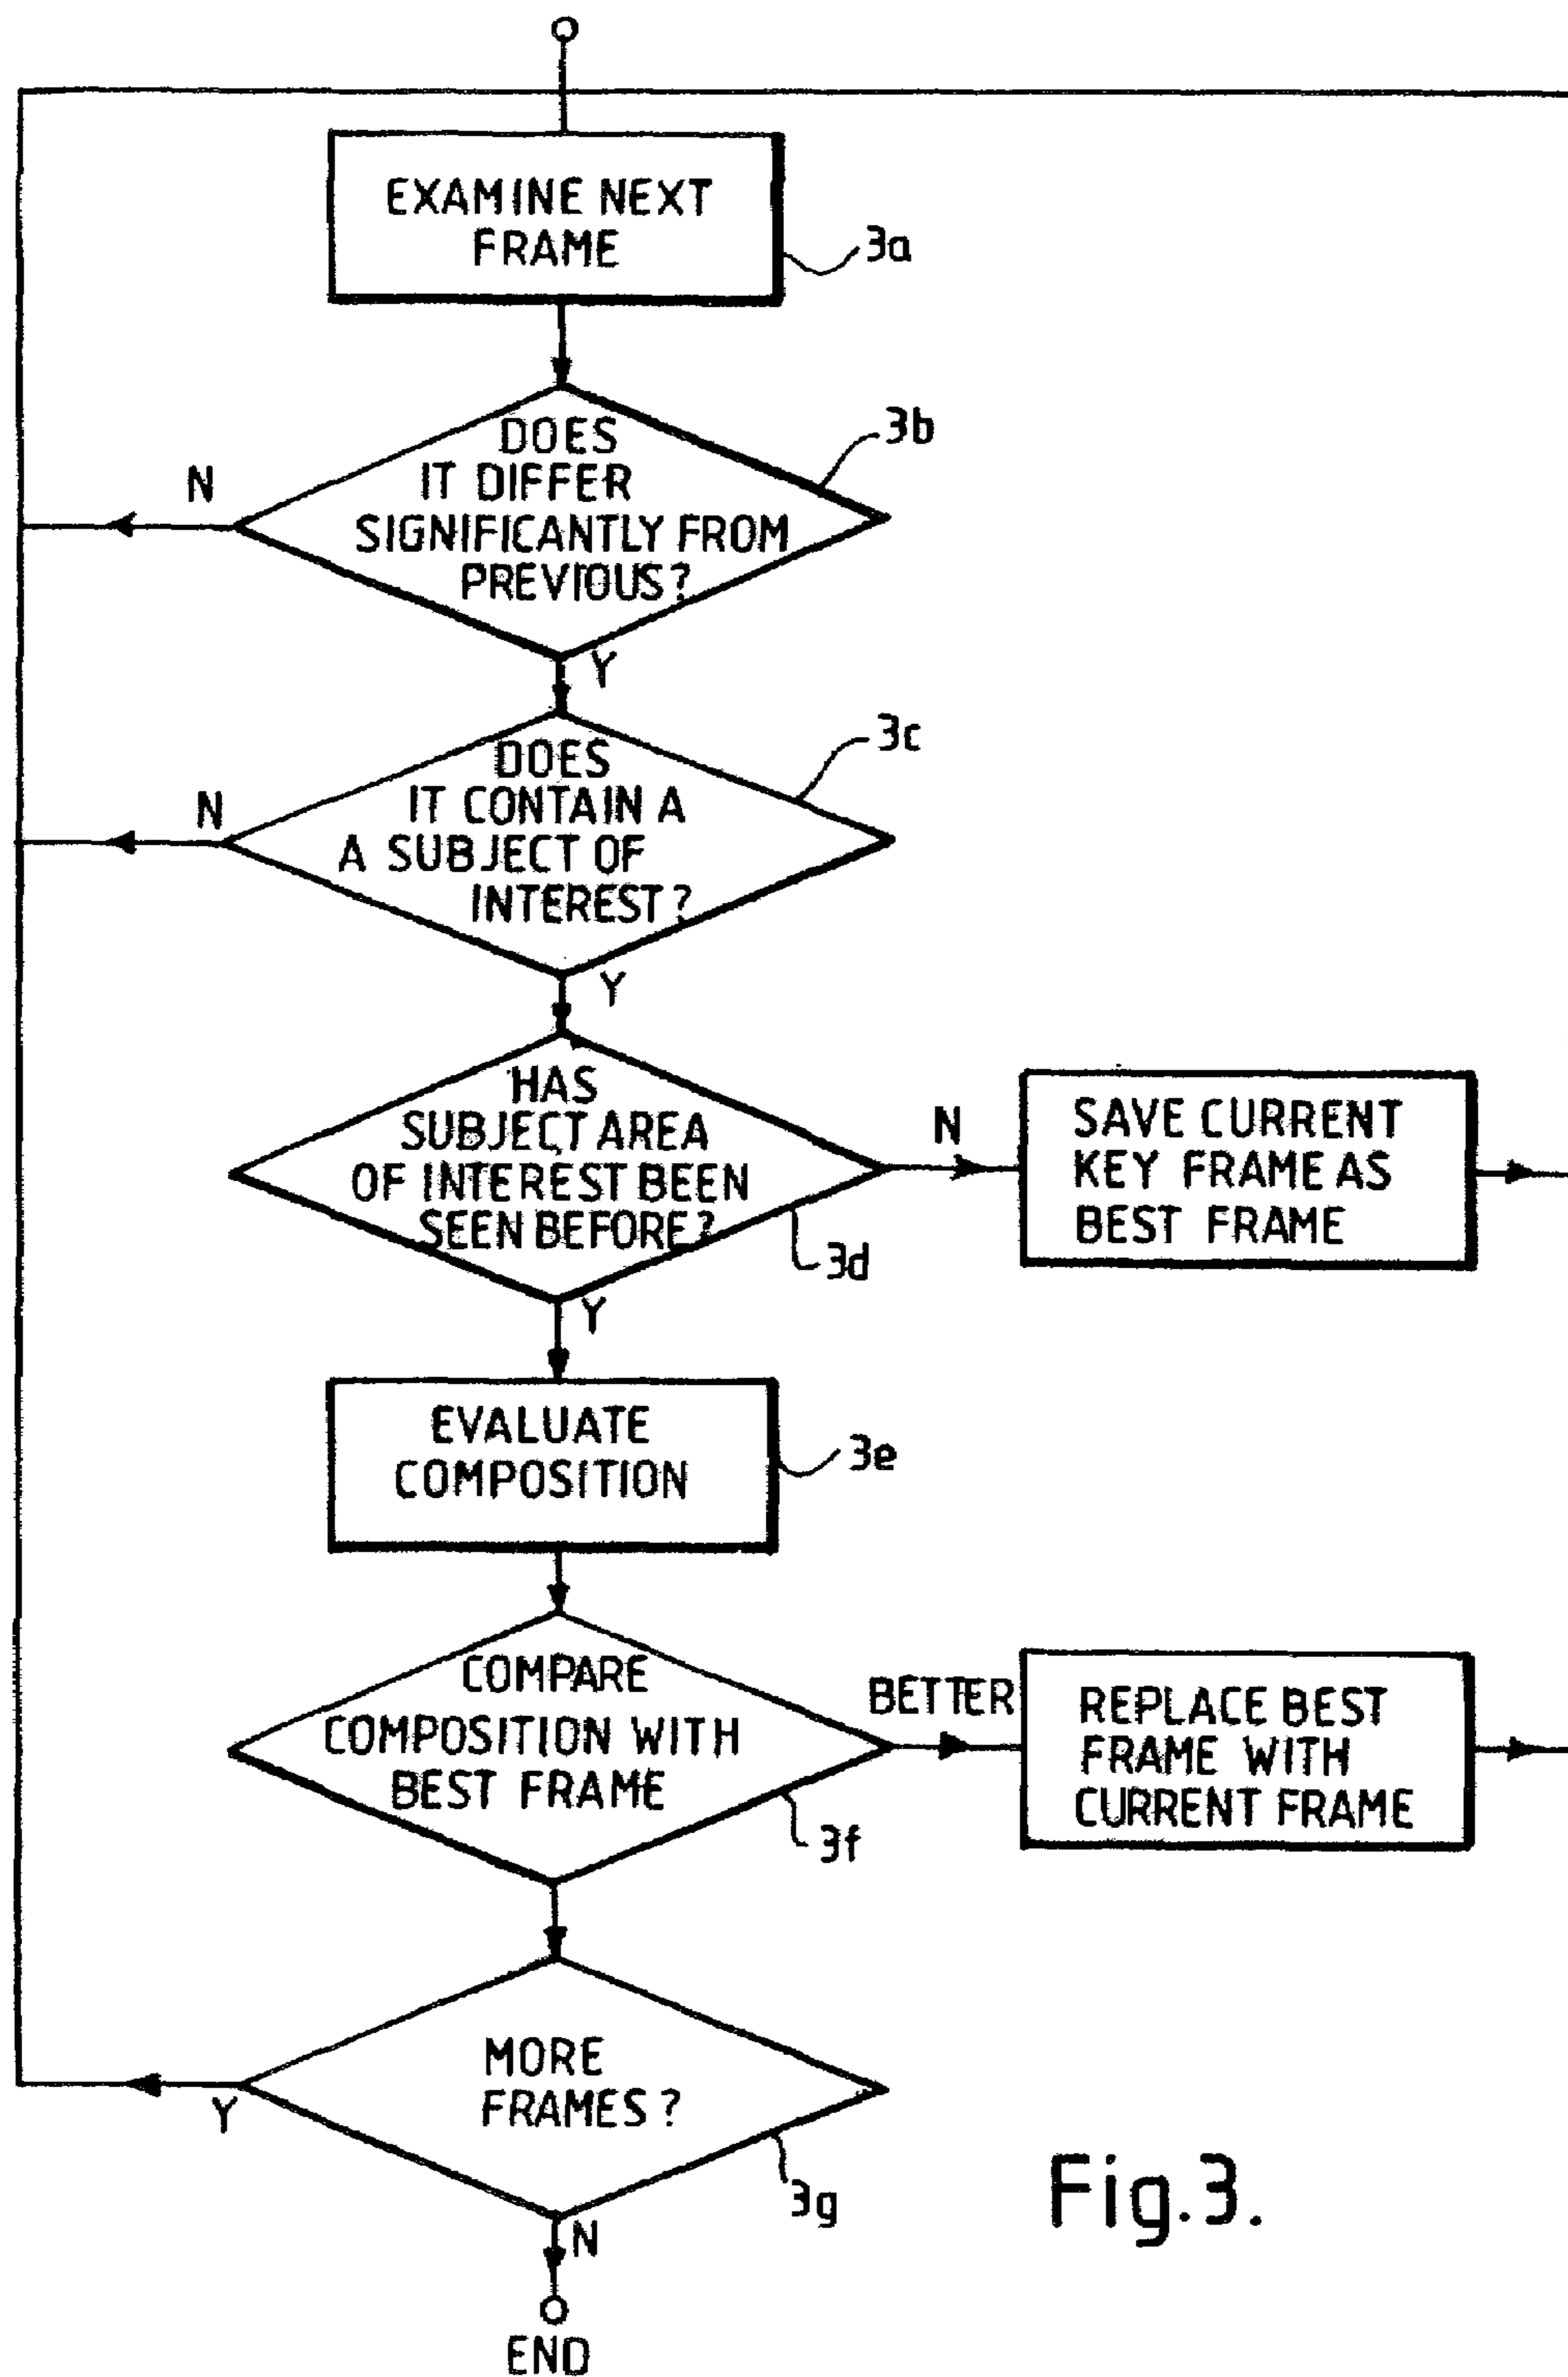 EXAMINE NEXT
FRAME
3a
DOES
IT DIFFER
SIGNIFICANTLY FROM
PREVIOUS?
3b
N
Y
DOES
IT CONTAIN A
A SUBJECT OF
INTEREST?
3c
N
Y
HAS
SUBJECT AREA
OF INTEREST BEEN
SEEN BEFORE?
3d
N
SAVE CURRENT
KEY FRAME AS
BEST FRAME
Y
EVALUATE
COMPOSITION
3e
COMPARE
COMPOSITION WITH
BEST FRAME
3f
BETTER
REPLACE BEST
FRAME WITH
CURRENT FRAME
MORE
FRAMES?
3g
Y
N
END
Fig.3.